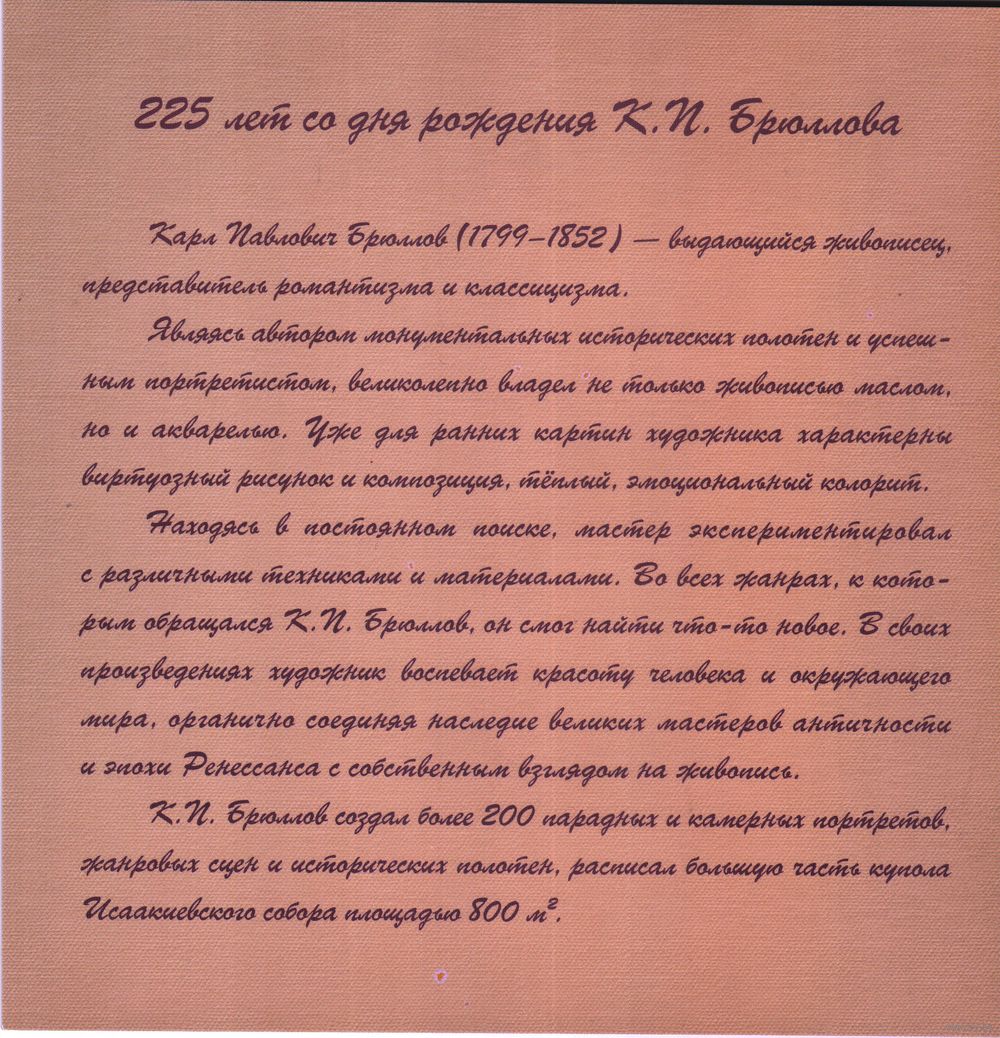 225 лет со дня рождения К.П. Брюллова
Карл Павлович Брюллов (1799–1852) — выдающийся живописец,
представитель романтизма и классицизма.
Являясь автором монументальных исторических полотен и успеш-
ным портретистом, великолепно владел не только живописью маслом,
но и акварелью. Уже для ранних картин художника характерны
виртуозный рисунок и композиция, тёплый, эмоциональный колорит.
Находясь в постоянном поиске, мастер экспериментировал
с различными техниками и материалами. Во всех жанрах, к кото-
рым обращался К.П. Брюллов, он смог найти что-то новое. В своих
произведениях художник воспевает красоту человека и окружающего
мира, органично соединяя наследие великих мастеров античности
и эпохи Ренессанса с собственным взглядом на живопись.
К.П. Брюллов создал более 200 парадных и камерных портретов,
жанровых сцен и исторических полотен, расписал большую часть купола
Исаакиевского собора площадью 800 м².